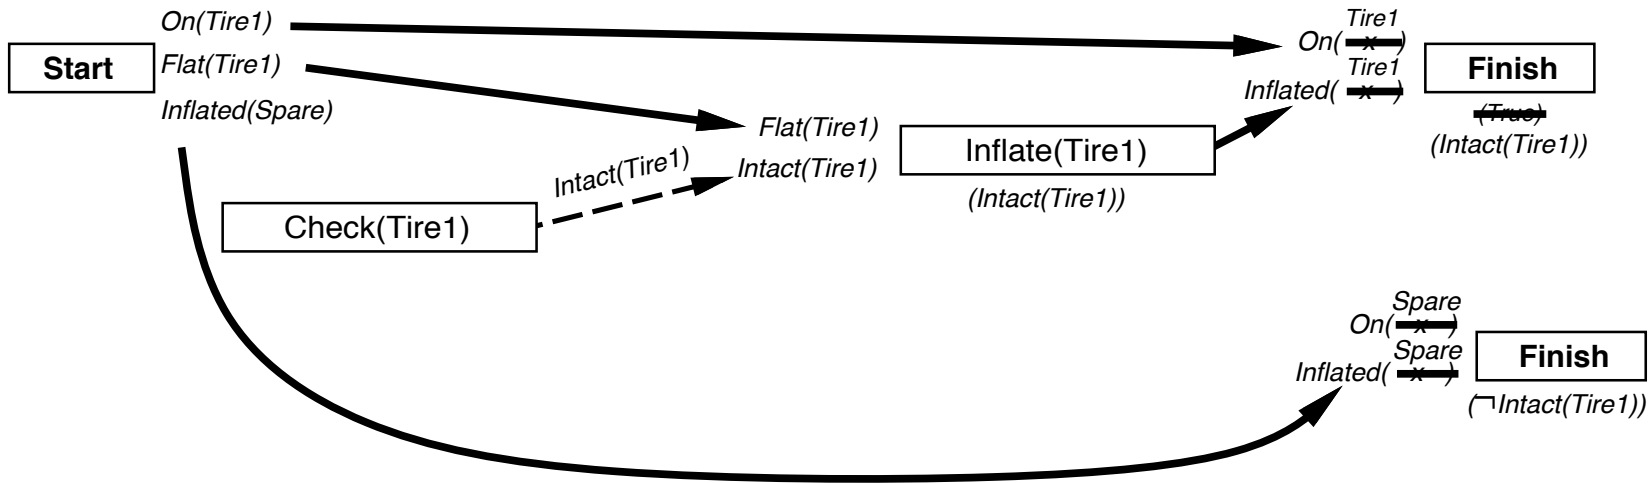 Start
On(Tire1)
Flat(Tire1)
Inflated(Spare)
Check(Tire1)
Intact(Tire1)
Flat(Tire1)
Intact(Tire1)
Inflate(Tire1)
(Intact(Tire1))
Tire1
On( x )
Tire1
Inflated( x )
Finish
(True)
(Intact(Tire1))
Spare
On( x )
Spare
Inflated( x )
Finish
(¬Intact(Tire1))